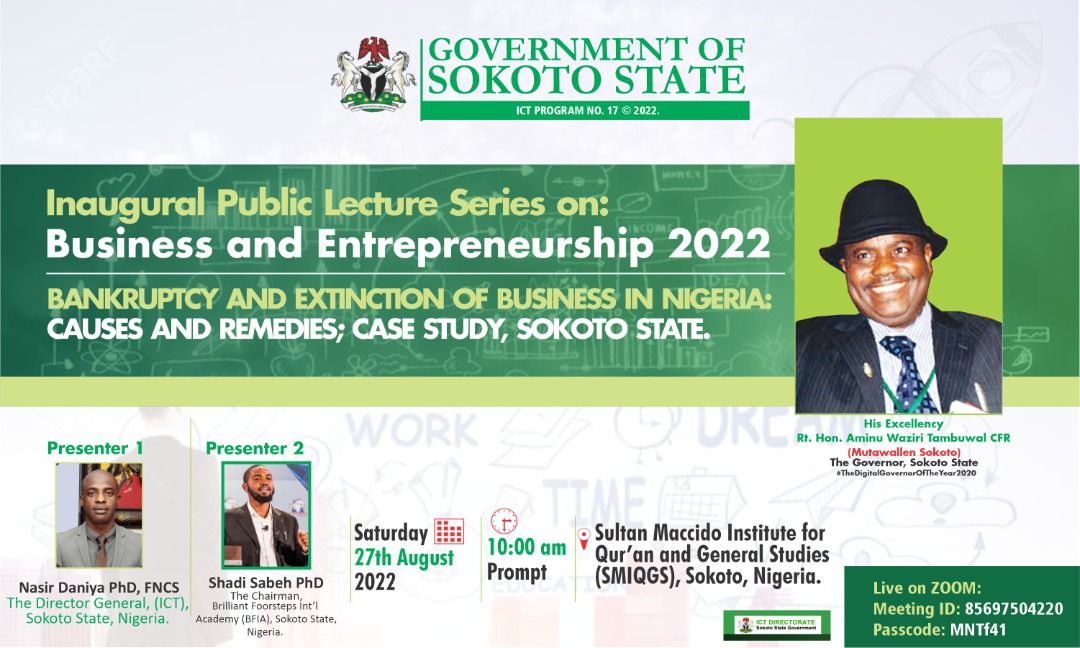 GOVERNMENT OF
SOKOTO STATE
ICT PROGRAM NO. 17 © 2022.
Inaugural Public Lecture Series on:
Business and Entrepreneurship 2022
BANKRUPTCY AND EXTINCTION OF BUSINESS IN NIGERIA:
CAUSES AND REMEDIES; CASE STUDY, SOKOTO STATE.
His Excellency
Rt. Hon. Aminu Waziri Tambuwal CFR
(Mutawallen Sokoto)
The Governor, Sokoto State
#TheDigitalGovernorOfTheYear2020
Presenter 1
Nasir Daniya PhD, FNCS
The Director General, (ICT),
Sokoto State, Nigeria.
Presenter 2
Shadi Sabeh PhD
The Chairman,
Brilliant Foorsteps Int'l
Academy (BFIA), Sokoto State,
Nigeria.
Saturday
27th August
2022
10:00 am
Prompt
Sultan Maccido Institute for
Qur'an and General Studies
(SMIQGS), Sokoto, Nigeria.
ICT DIRECTORATE
Sokoto State Government
Live on ZOOM:
Meeting ID: 85697504220
Passcode: MNTf41
WORK
DREAM
TIME
EDUCATION
INCOME
IDEA